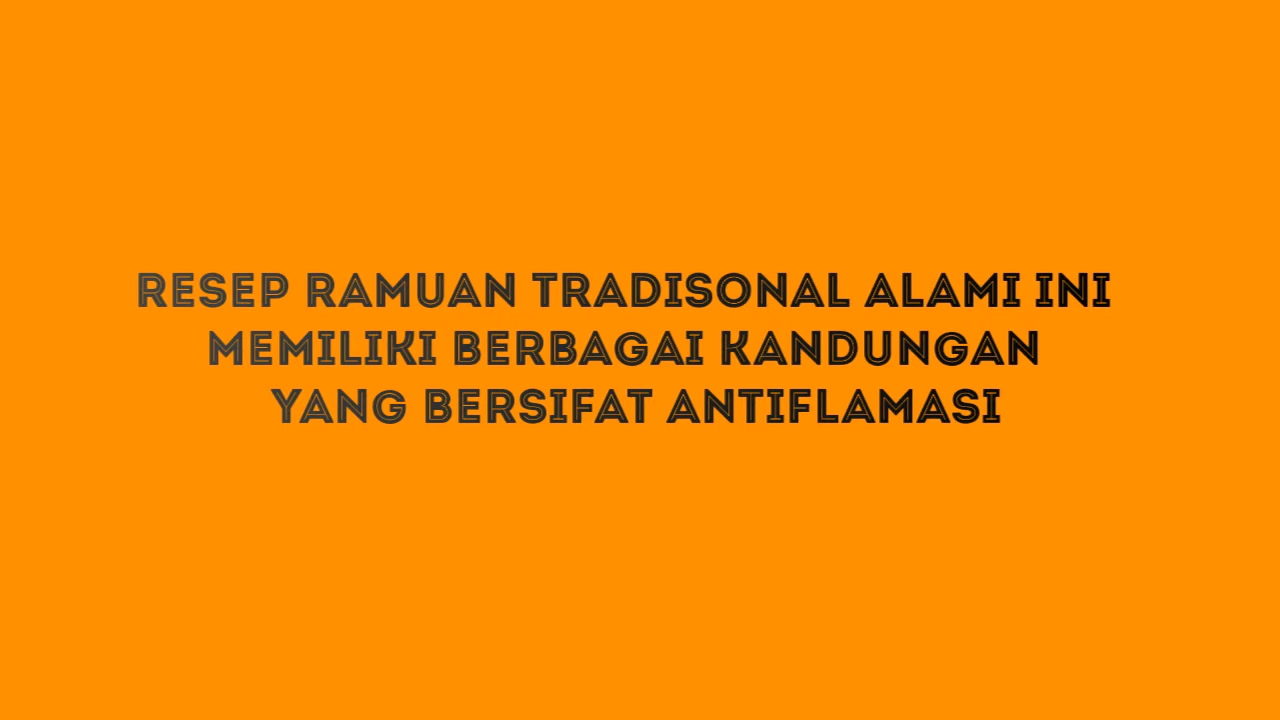 RESEP RAMUAN TRADISONAL ALAMI INI
MEMILIKI BERBAGAI KANDUNGAN
YANG BERSIFAT ANTIFLAMASI